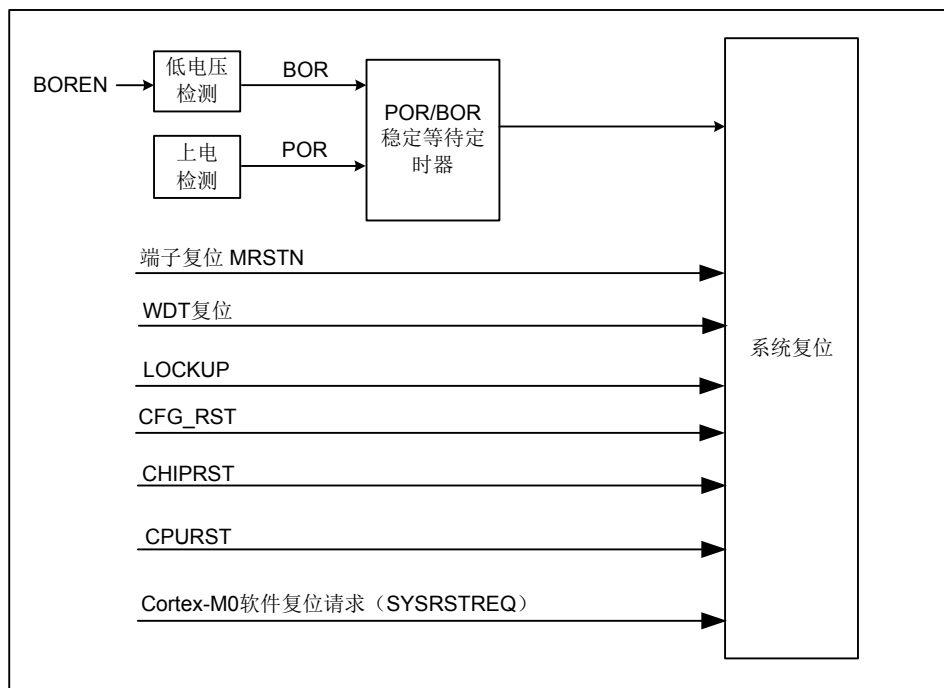 BOREN
低电压
检测
BOR
上电
检测
POR
POR/BOR
稳定等待定
时器
端子复位 MRSTN
WDT复位
LOCKUP
CFG_RST
CHIPRST
CPURST
Cortex-M0软件复位请求（SYSRSTREQ）
系统复位